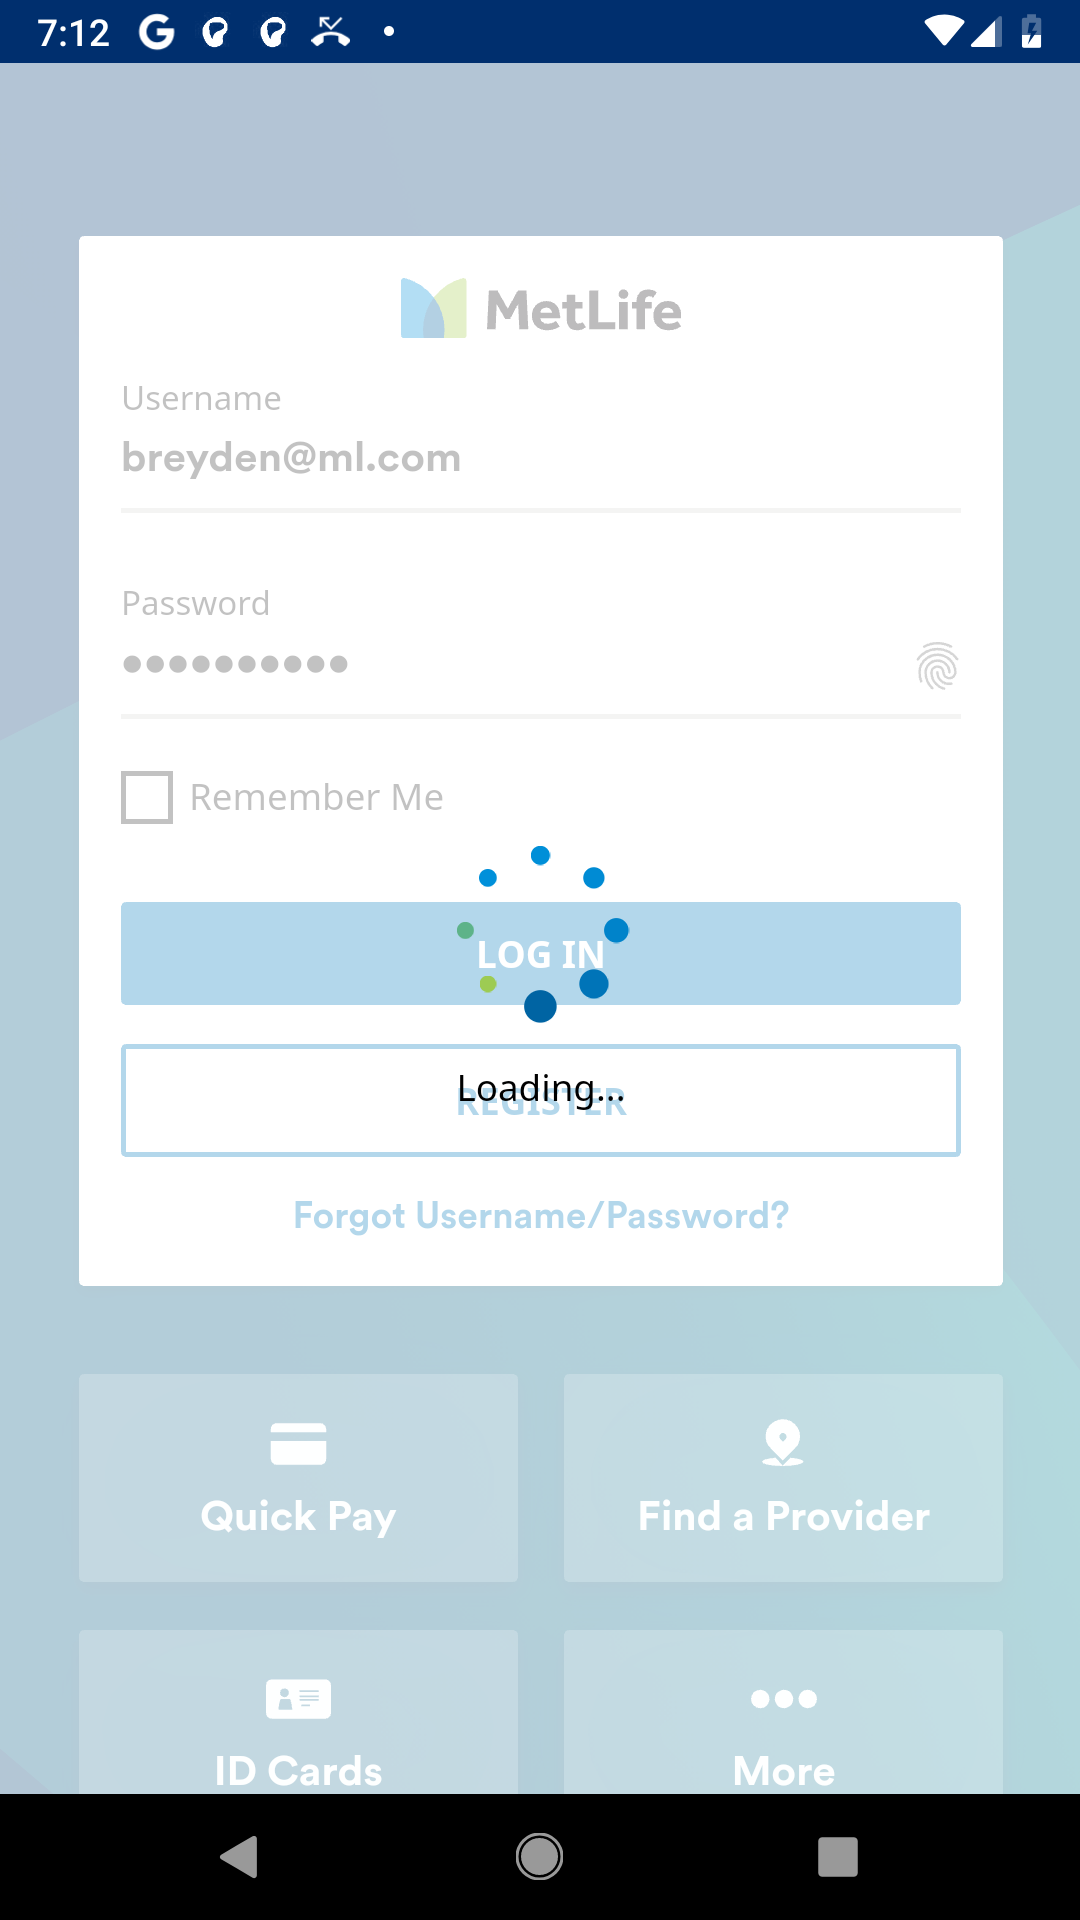 7:12
MetLife
Username
breyden@ml.com
Password
••••••••••
Remember Me
LOG IN
REGISTER
Loading...
Forgot Username/Password?
Quick Pay
Find a Provider
ID Cards
More